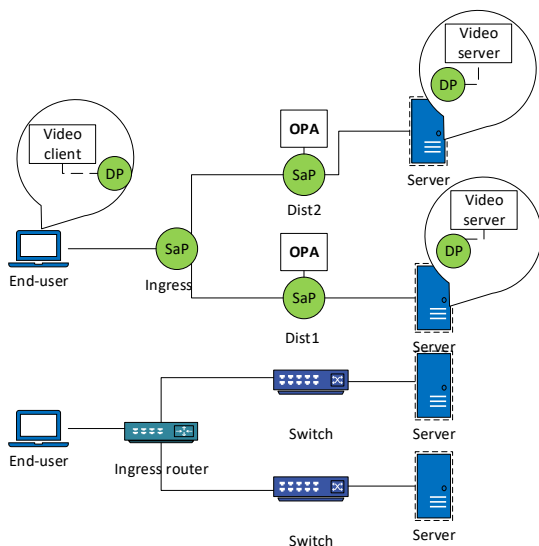 Video
server
DP
Video
client
DP
OPA
SaP
Dist2
Server
Video
server
DP
SaP
Ingress
End-user
OPA
SaP
Dist1
Server
Switch
Server
End-user
Ingress router
Switch
Server